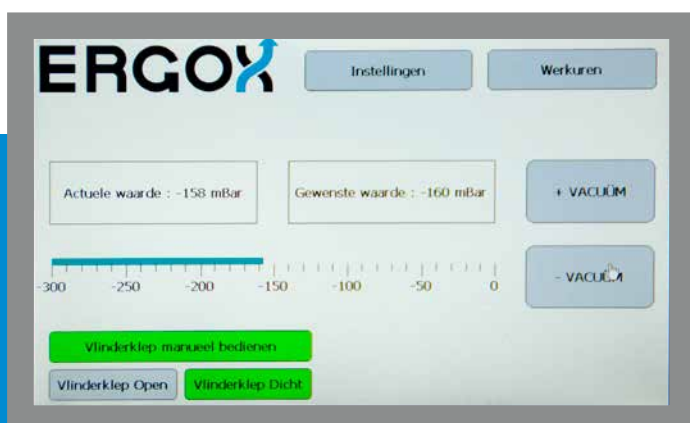 ERGOX
Instellingen
Werkuren
Actuele waarde : -158 mBar
Gewenste waarde : -160 mBar
+ VACUÜM
-300 -250 -200 -150 -100 -50 0
- VACUÜM
Vlinderklep manueel bedienen
Vlinderklep Open
Vlinderklep Dicht